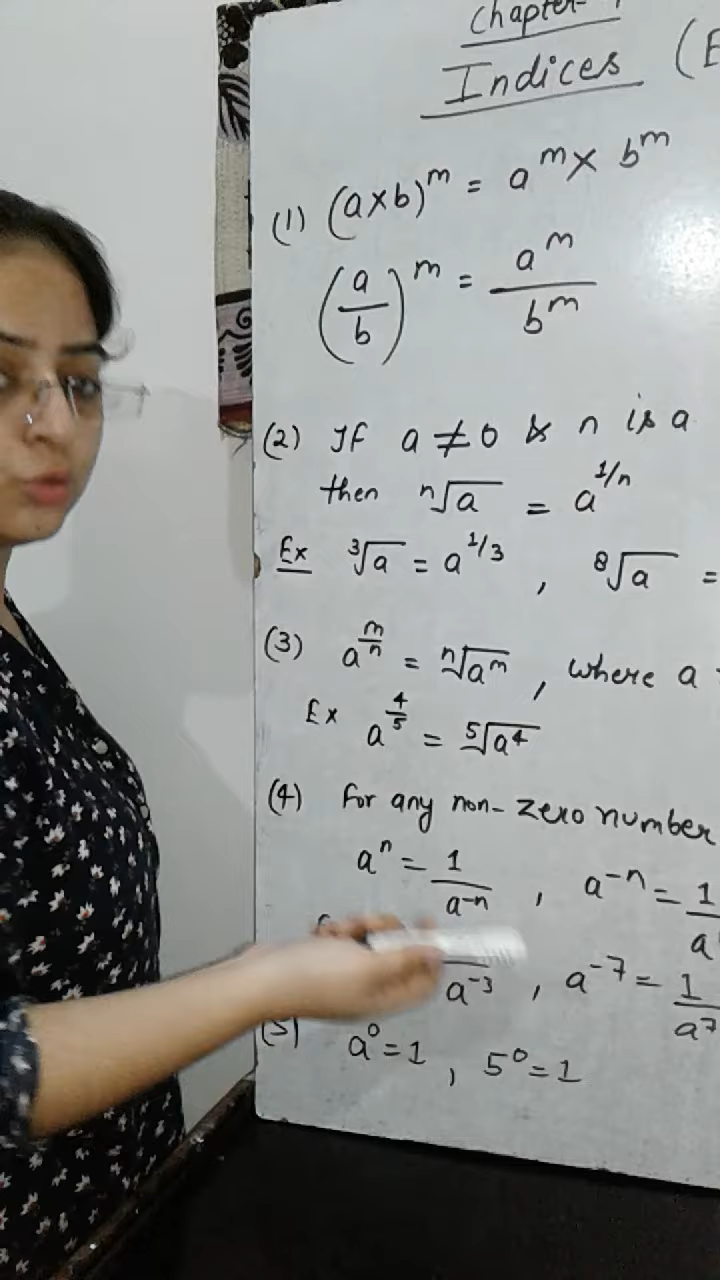 Chapter-
Indices (E
(1) (a×b)^m = a^m × b^m
(a/b)^m = a^m/b^m
(2) If a ≠ 0 & n is a
then ⁿ√a = a^1/n
Ex ³√a = a^1/3 , ⁸√a =
(3) a^m/n = ⁿ√a^m , where a
Ex a^4/5 = ⁵√a^4
(4) For any non-zero number
a^n = 1/a^-n , a^-n = 1/a
a^-3 , a^-7 = 1/a^7
(5) a^0 = 1 , 5^0 = 1